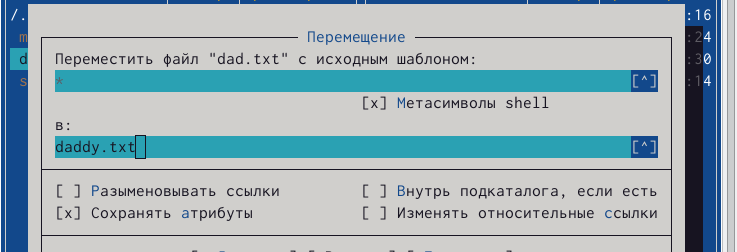 /. :16
Перемещение
m :24
Переместить файл "dad.txt" с исходным шаблоном:
d :30
* [^]
s :14
[x] Метасимволы shell
в:
daddy.txt [^]
[ ] Разыменовывать ссылки [ ] Внутрь подкаталога, если есть
[x] Сохранять атрибуты [ ] Изменять относительные ссылки